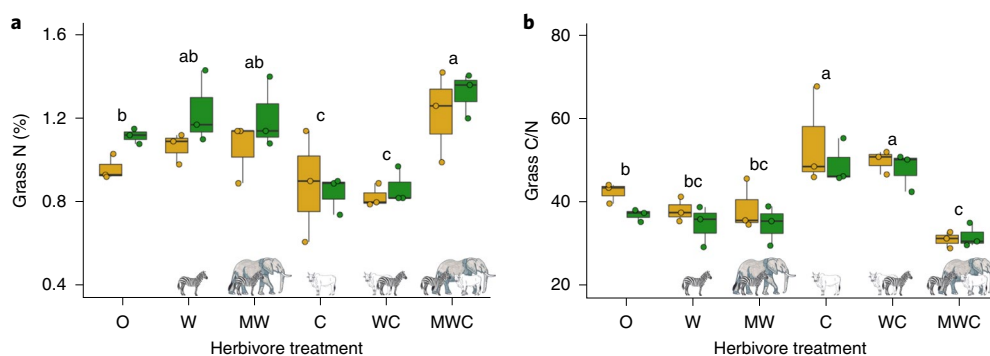 a
1.6
1.2
0.8
0.4
Grass N (%)
b
ab
ab
c
c
a
O
W
MW
C
WC
MWC
Herbivore treatment
b
80
60
40
20
Grass C/N
b
bc
bc
a
a
c
O
W
MW
C
WC
MWC
Herbivore treatment